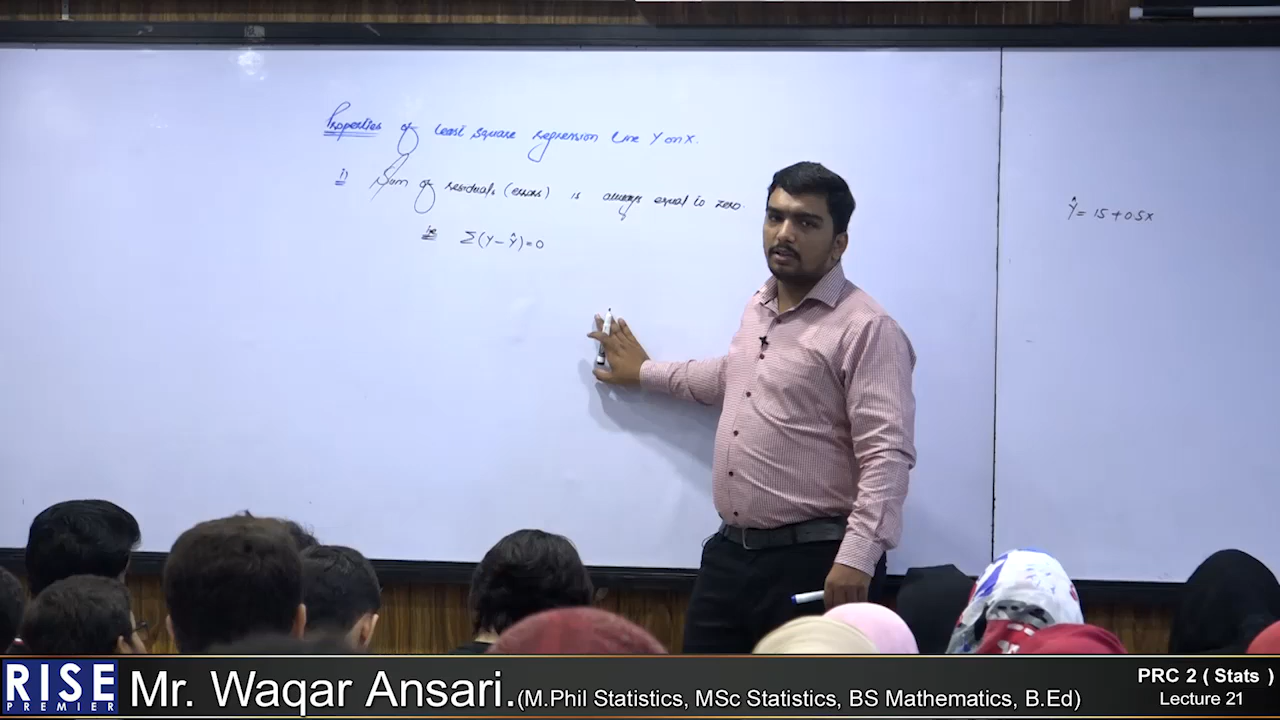 Properties of Least Square regression Line Y on X.
i) Sum of residuals (errors) is always equal to zero.
ie Σ(Y-Ŷ)=0
Ŷ= 15+0.5X
RISE
PREMIER
Mr. Waqar Ansari.(M.Phil Statistics, MSc Statistics, BS Mathematics, B.Ed)
PRC 2 ( Stats )
Lecture 21